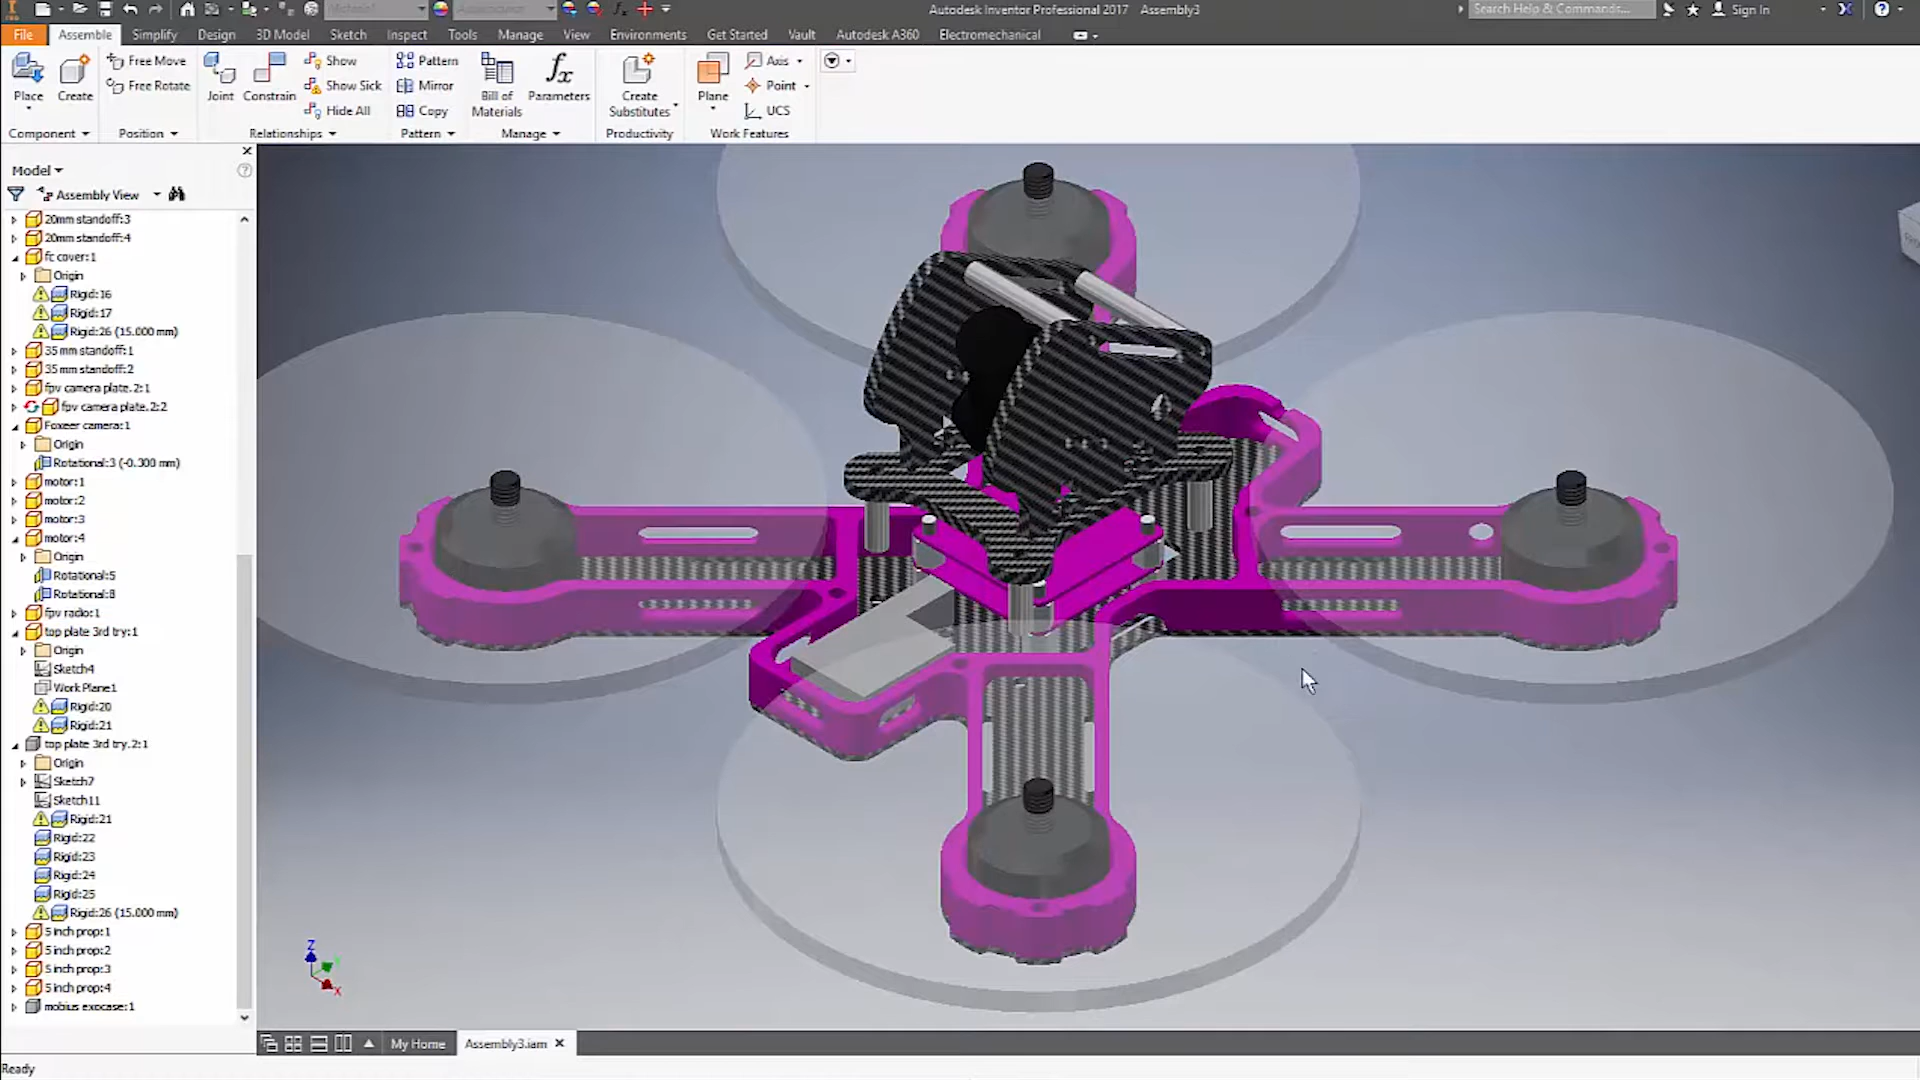 Autodesk Inventor Professional 2017 Assembly3
Search Help & Commands...
Sign In
File Assemble Simplify Design 3D Model Sketch Inspect Tools Manage View Environments Get Started Vault Autodesk A360 Electromechanical
Place
Create
Free Move
Free Rotate
Joint
Constrain
Show
Show Sick
Hide All
Pattern
Mirror
Copy
Bill of
Materials
fx
Parameters
Create
Substitutes
Plane
Axis
Point
UCS
Component Position Relationships Pattern Manage Productivity Work Features
Model
Assembly View
20mm standoff:3
20mm standoff:4
fc cover:1
Origin
Rigid:16
Rigid:17
Rigid:26 (15.000 mm)
35 mm standoff:1
35 mm standoff:2
fpv camera plate.2:1
fpv camera plate.2:2
Foxeer camera:1
Origin
Rotational:3 (-0.300 mm)
motor:1
motor:2
motor:3
motor:4
Origin
Rotational:5
Rotational:8
fpv radio:1
top plate 3rd try:1
Origin
Sketch4
Work Plane1
Rigid:20
Rigid:21
top plate 3rd try.2:1
Origin
Sketch7
Sketch11
Rigid:21
Rigid:22
Rigid:23
Rigid:24
Rigid:25
Rigid:26 (15.000 mm)
5 inch prop:1
5 inch prop:2
5 inch prop:3
5 inch prop:4
mobius exocase:1
Z
X
My Home Assembly3.iam
Ready